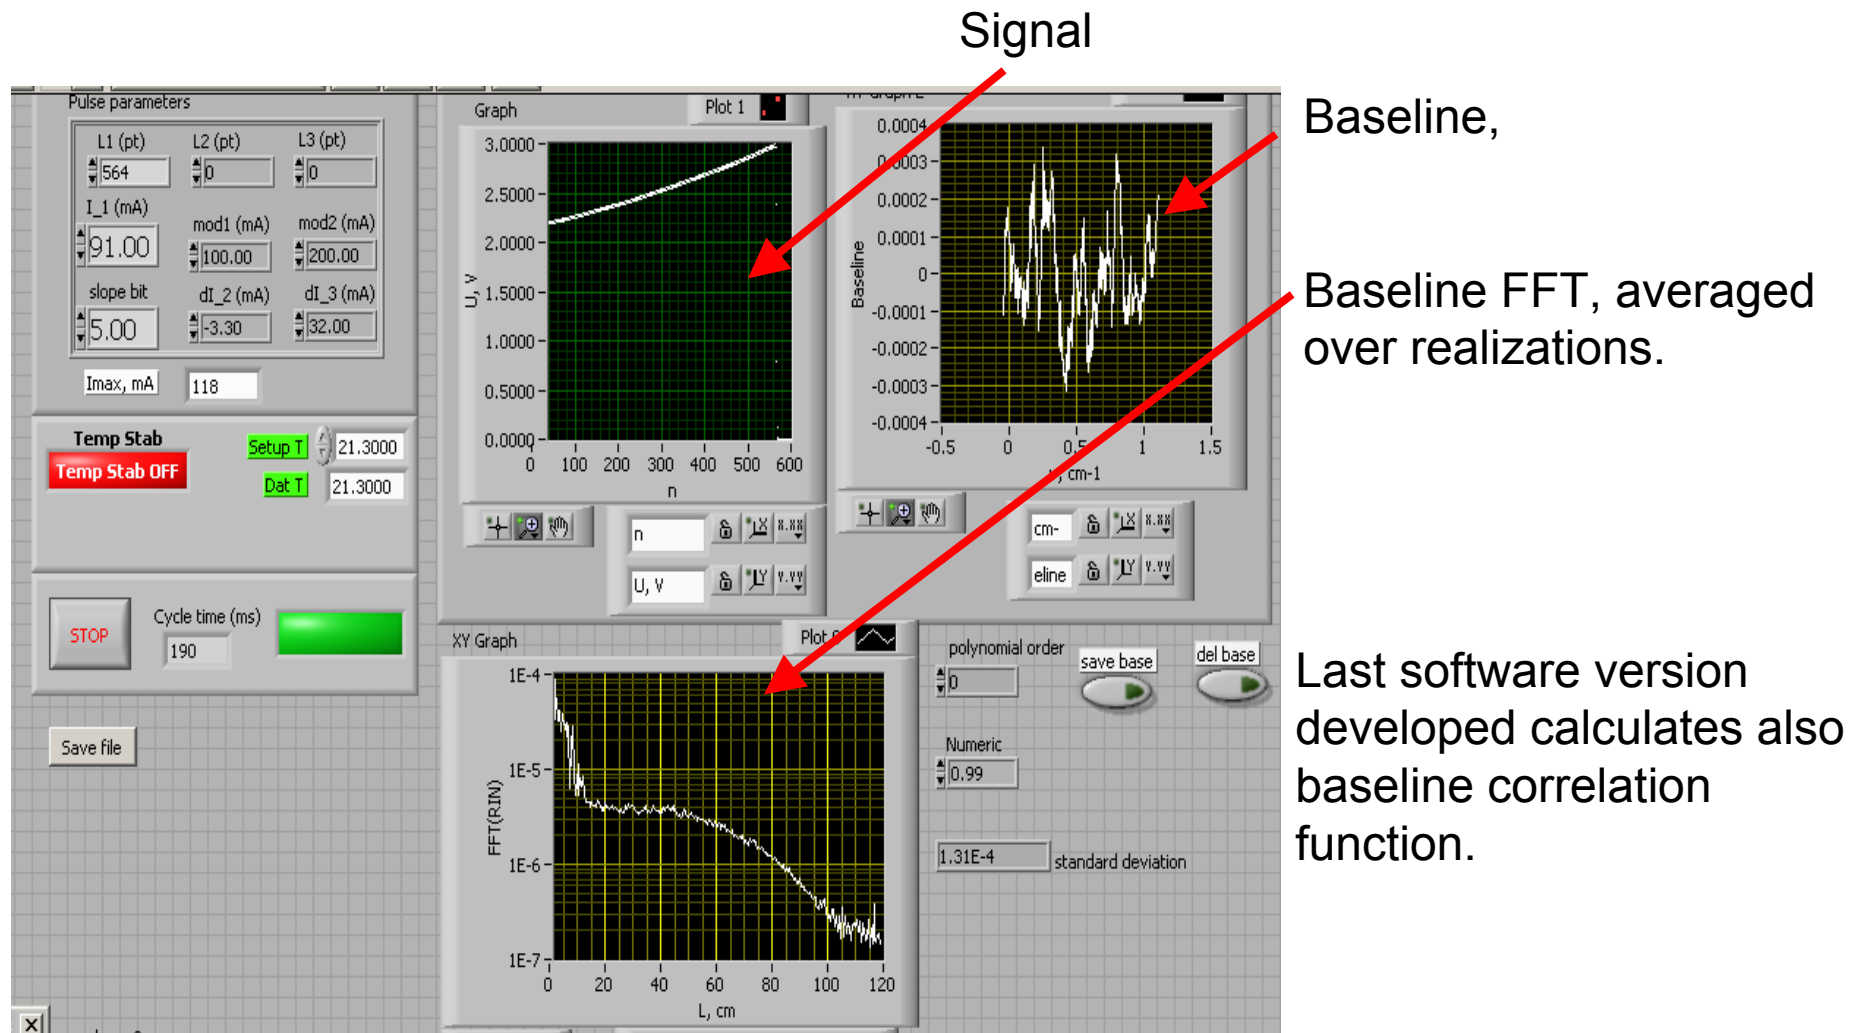 Signal
Baseline,
Baseline FFT, averaged
over realizations.
Last software version
developed calculates also
baseline correlation
function.
Pulse parameters
L1 (pt)
L2 (pt)
L3 (pt)
564
0
0
I_1 (mA)
mod1 (mA)
mod2 (mA)
91.00
100.00
200.00
slope bit
dI_2 (mA)
dI_3 (mA)
5.00
-3.30
32.00
Imax, mA
118
Temp Stab
Temp Stab OFF
Setup T
21.3000
Dat T
21.3000
STOP
Cycle time (ms)
190
Save file
Graph
Plot 1
3.0000
2.5000
2.0000
1.5000
1.0000
0.5000
0.0000
U, V
0 100 200 300 400 500 600
n
n
X.XX
U, V
Y.YY
0.0004
0.0003
0.0002
0.0001
0
-0.0001
-0.0002
-0.0003
-0.0004
Baseline
-0.5 0 0.5 1 1.5
, cm-1
cm-
X.XX
eline
Y.YY
XY Graph
Plot
1E-4
1E-5
1E-6
1E-7
FFT(RIN)
0 20 40 60 80 100 120
L, cm
polynomial order
0
save base
del base
Numeric
0.99
1.31E-4
standard deviation